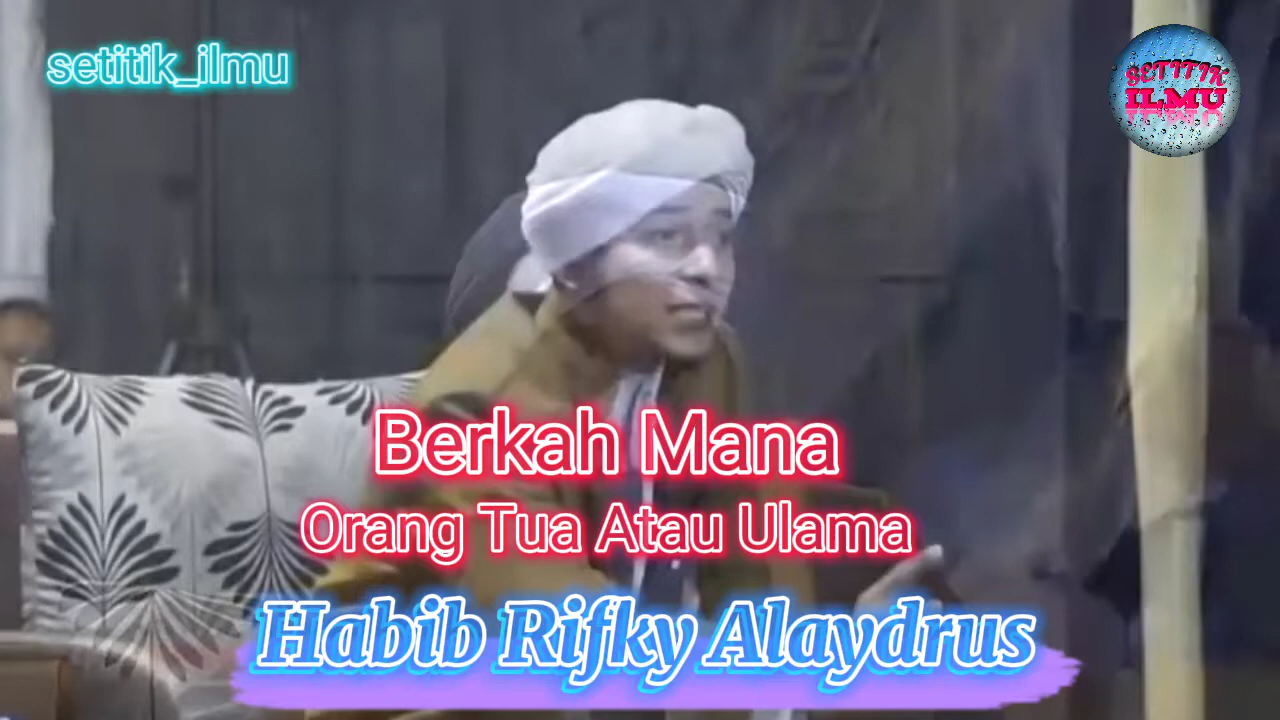 setitik_ilmu
SETITIK
ILMU
Berkah Mana
Orang Tua Atau Ulama
Habib Rifky Alaydrus